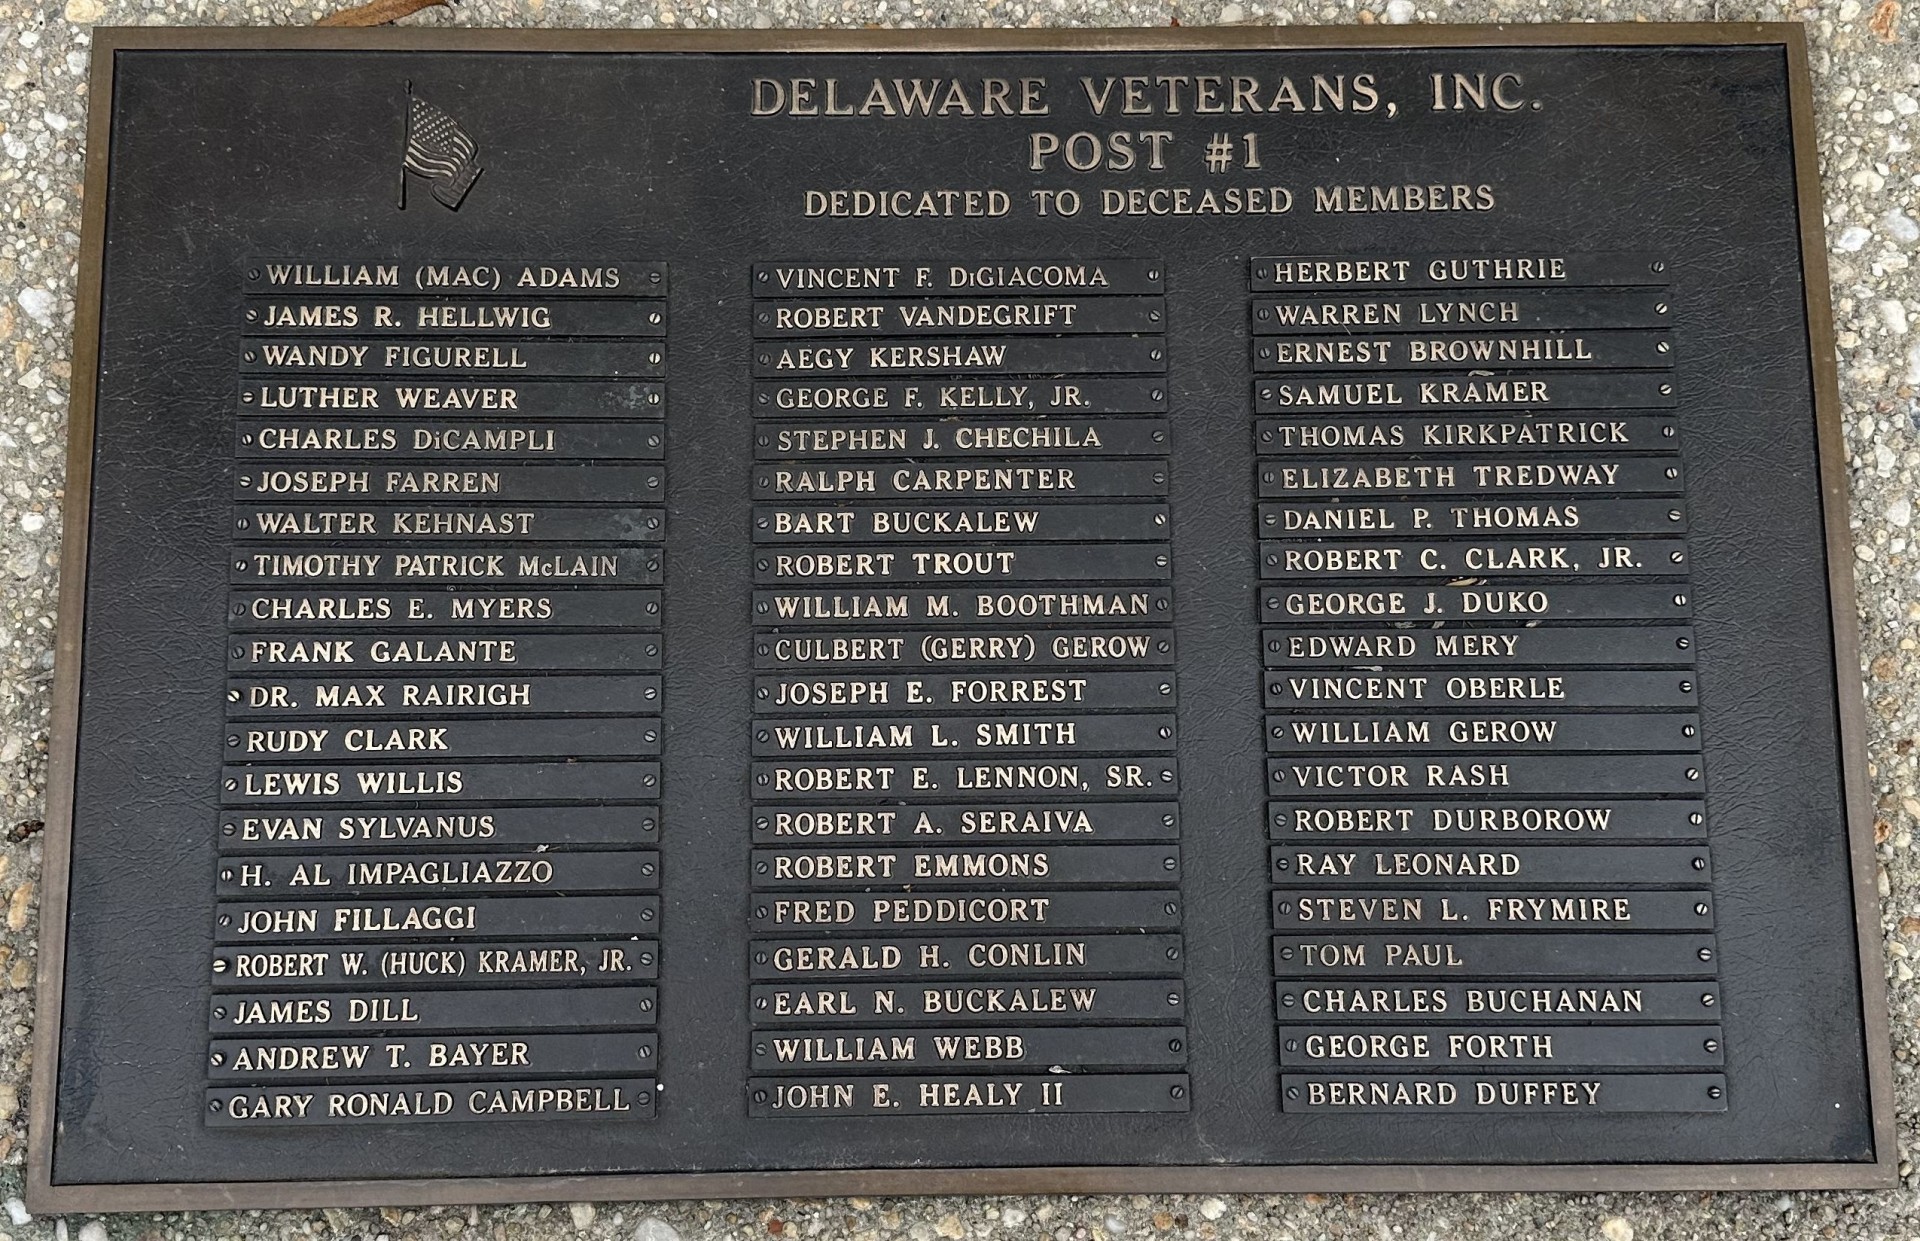 DELAWARE VETERANS, INC.
POST #1
DEDICATED TO DECEASED MEMBERS
WILLIAM (MAC) ADAMS
JAMES R. HELLWIG
WANDY FIGURELL
LUTHER WEAVER
CHARLES DiCAMPLI
JOSEPH FARREN
WALTER KEHNAST
TIMOTHY PATRICK McLAIN
CHARLES E. MYERS
FRANK GALANTE
DR. MAX RAIRIGH
RUDY CLARK
LEWIS WILLIS
EVAN SYLVANUS
H. AL IMPAGLIAZZO
JOHN FILLAGGI
ROBERT W. (HUCK) KRAMER, JR.
JAMES DILL
ANDREW T. BAYER
GARY RONALD CAMPBELL
VINCENT F. DiGIACOMA
ROBERT VANDEGRIFT
AEGY KERSHAW
GEORGE F. KELLY, JR.
STEPHEN J. CHECHILA
RALPH CARPENTER
BART BUCKALEW
ROBERT TROUT
WILLIAM M. BOOTHMAN
CULBERT (GERRY) GEROW
JOSEPH E. FORREST
WILLIAM L. SMITH
ROBERT E. LENNON, SR.
ROBERT A. SERAIVA
ROBERT EMMONS
FRED PEDDICORT
GERALD H. CONLIN
EARL N. BUCKALEW
WILLIAM WEBB
JOHN E. HEALY II
HERBERT GUTHRIE
WARREN LYNCH
ERNEST BROWNHILL
SAMUEL KRAMER
THOMAS KIRKPATRICK
ELIZABETH TREDWAY
DANIEL P. THOMAS
ROBERT C. CLARK, JR.
GEORGE J. DUKO
EDWARD MERY
VINCENT OBERLE
WILLIAM GEROW
VICTOR RASH
ROBERT DURBOROW
RAY LEONARD
STEVEN L. FRYMIRE
TOM PAUL
CHARLES BUCHANAN
GEORGE FORTH
BERNARD DUFFEY